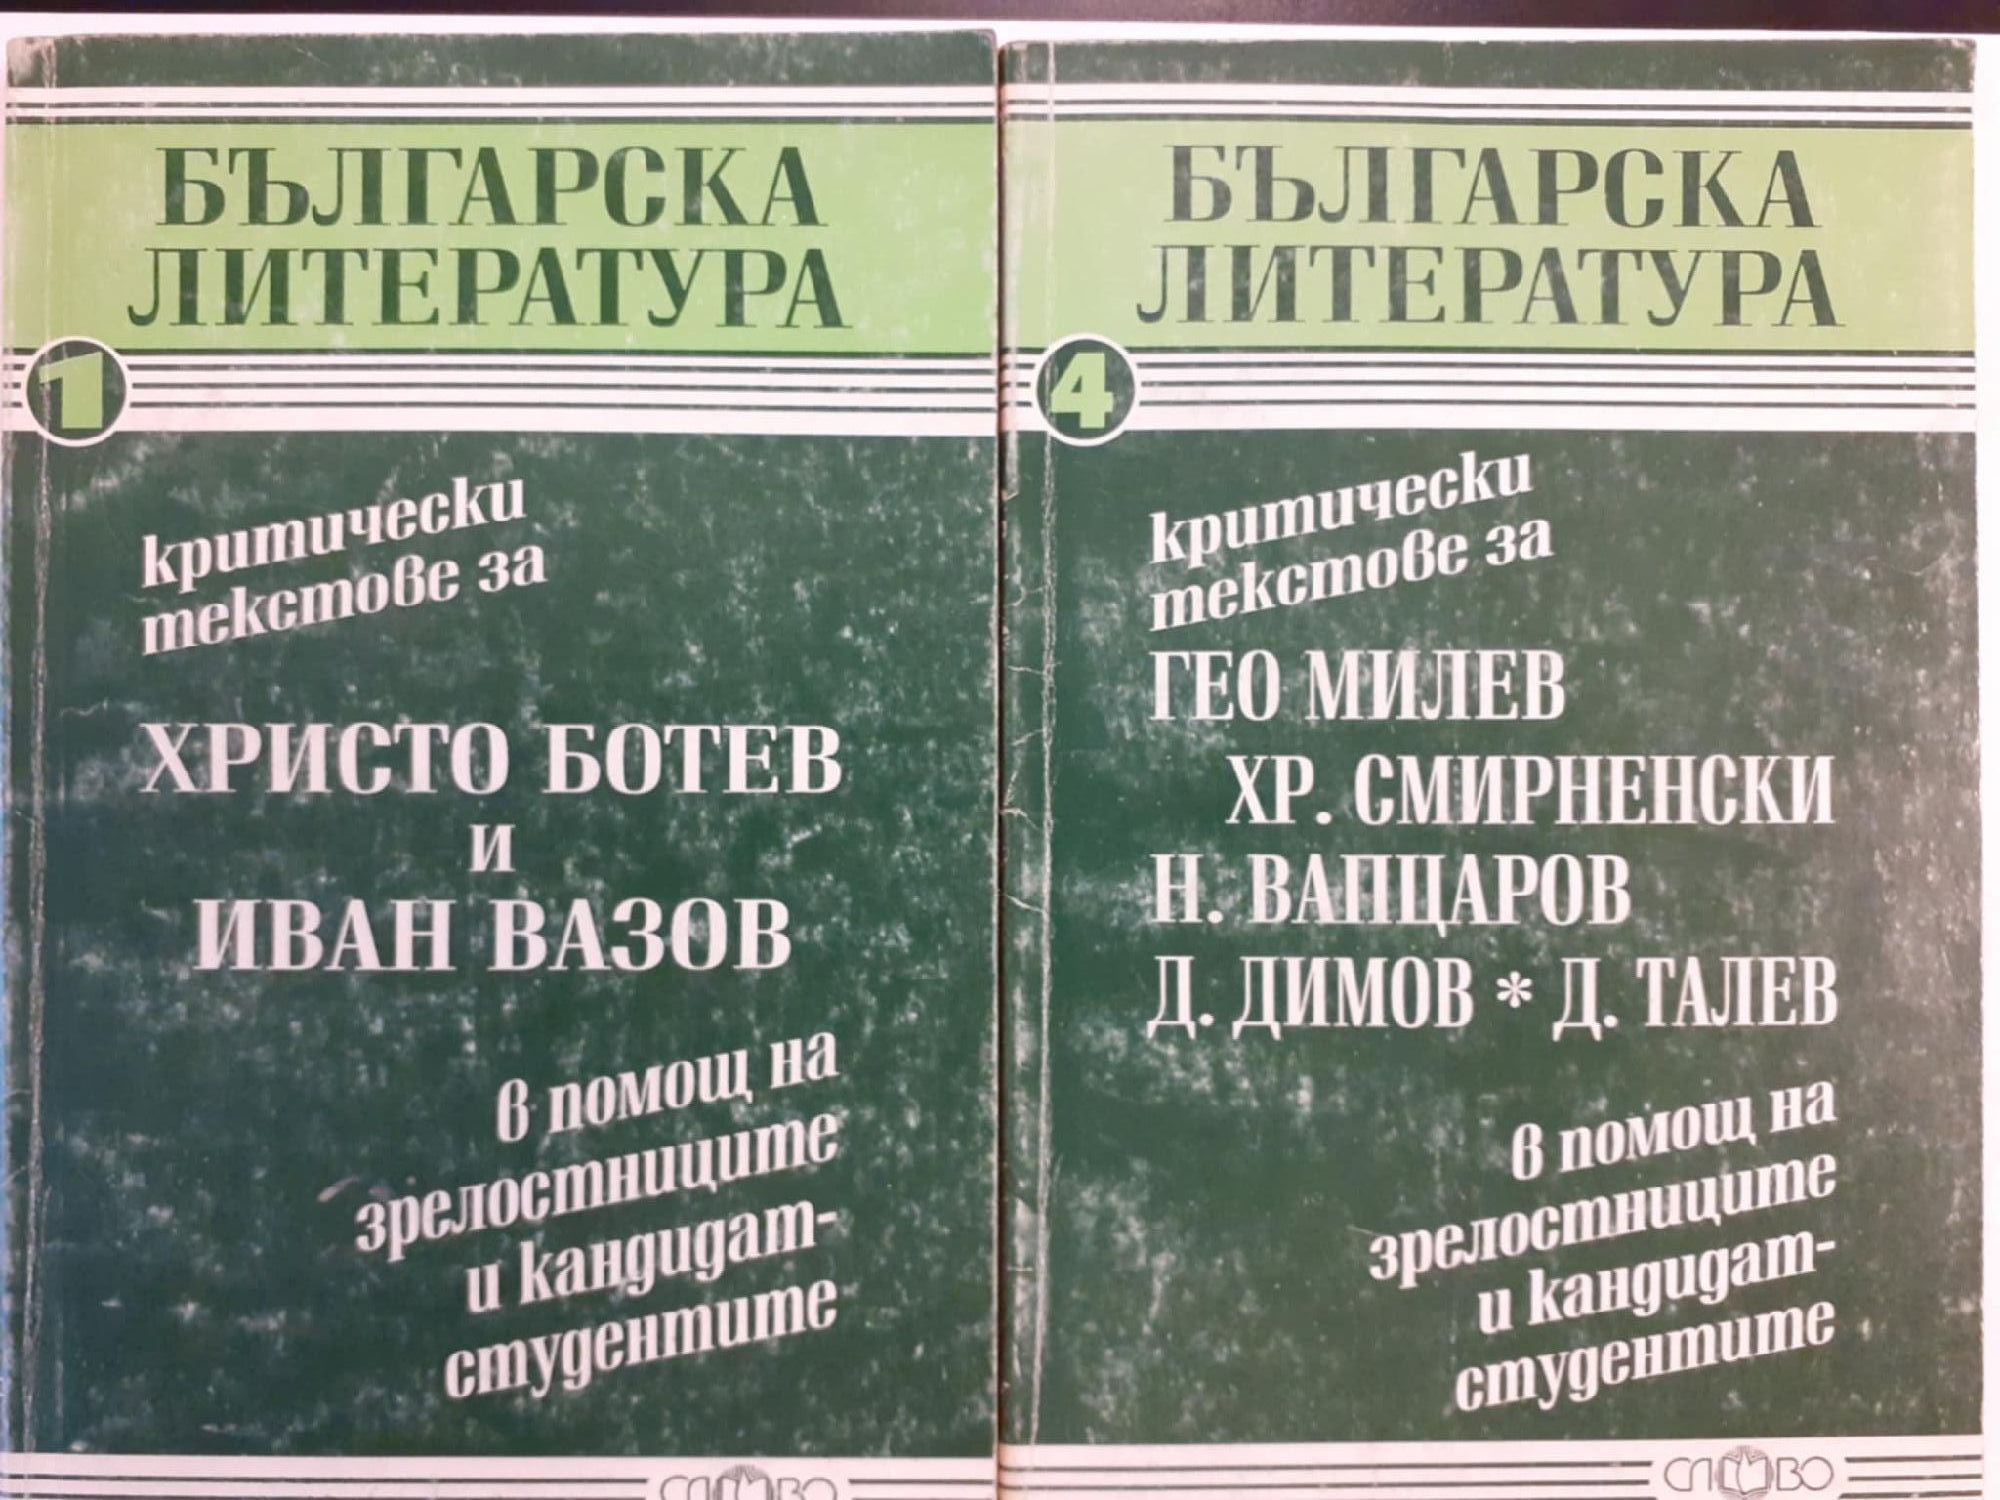 БЪЛГАРСКА
ЛИТЕРАТУРА
1
критически
текстове за
ХРИСТО БОТЕВ
и
ИВАН ВАЗОВ
в помощ на
зрелостниците
и кандидат-
студентите
СЛОВО
БЪЛГАРСКА
ЛИТЕРАТУРА
4
критически
текстове за
ГЕО МИЛЕВ
ХР. СМИРНЕНСКИ
Н. ВАПЦАРОВ
Д. ДИМОВ * Д. ТАЛЕВ
в помощ на
зрелостниците
и кандидат-
студентите
СЛОВО